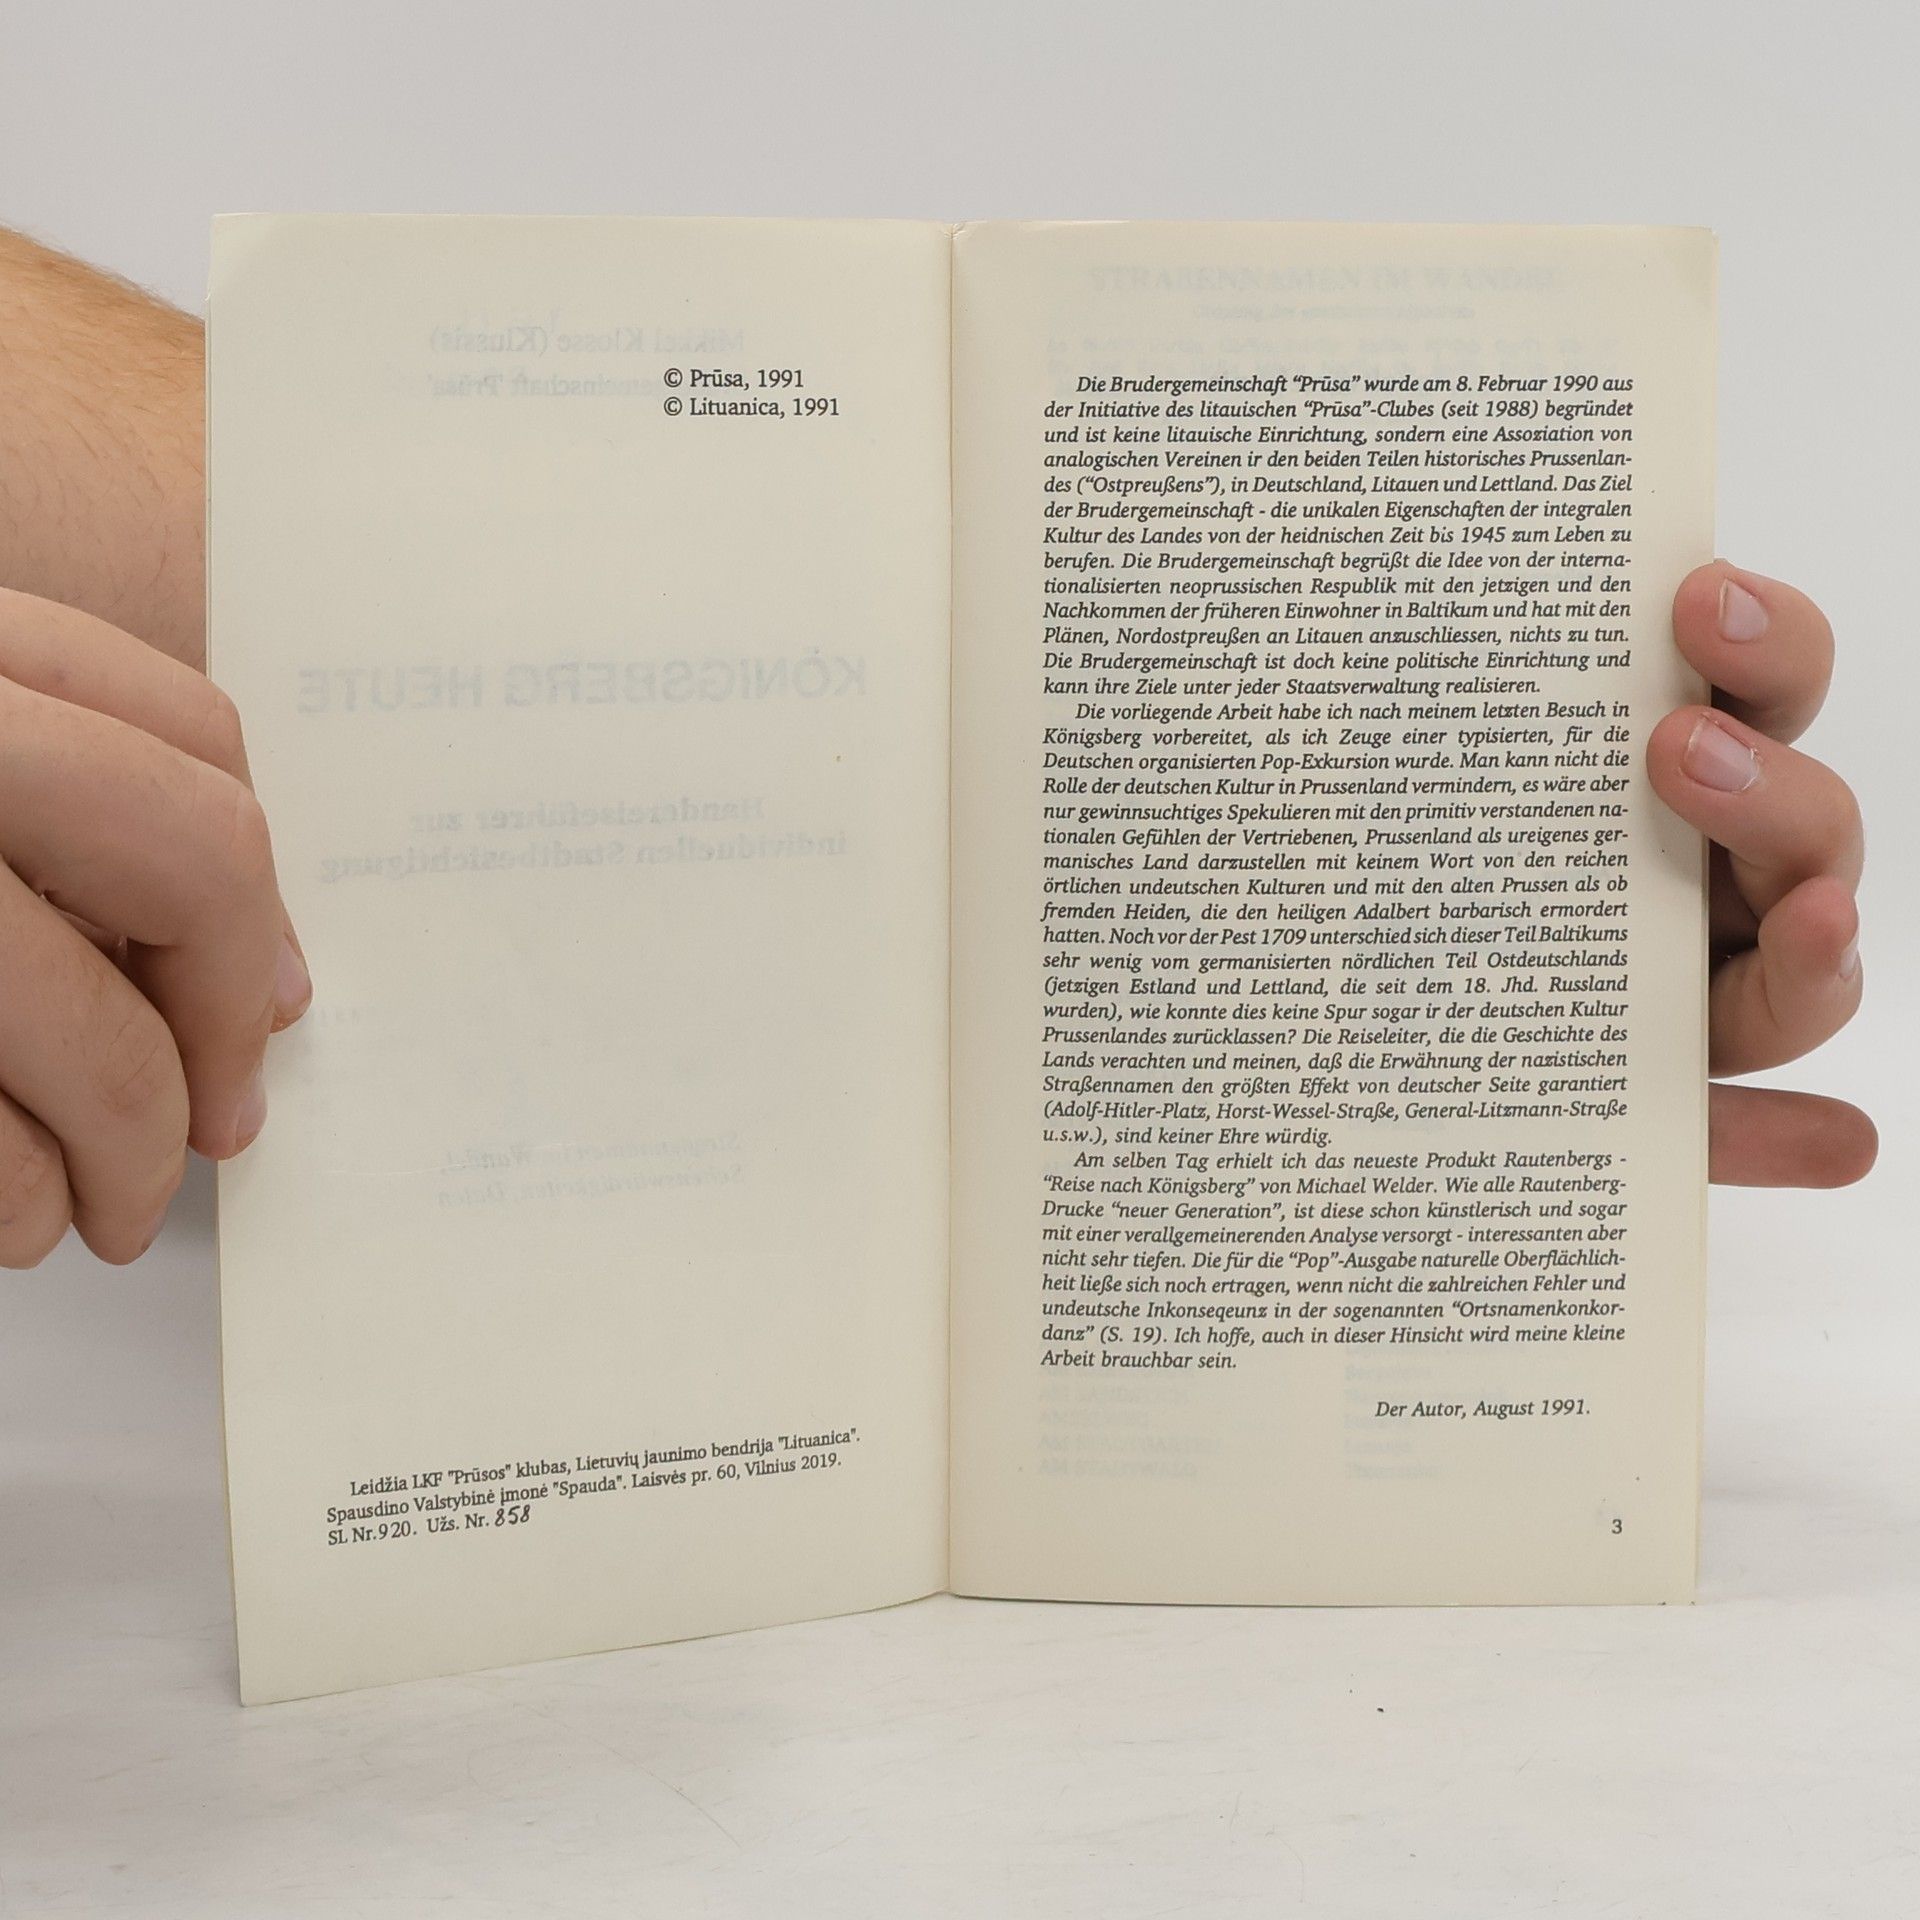 © Prūsa, 1991
© Lituanica, 1991
KÖNIGSBERG HEUTE
Leidžia LKF "Prūsos" klubas, Lietuvių jaunimo bendrija "Lituanica".
Spausdino Valstybinė įmonė "Spauda". Laisvės pr. 60, Vilnius 2019.
SL Nr.920. Užs. Nr. 858
Die Brudergemeinschaft “Prūsa” wurde am 8. Februar 1990 aus
der Initiative des litauischen “Prūsa”-Clubes (seit 1988) begründet
und ist keine litauische Einrichtung, sondern eine Assoziation von
analogischen Vereinen ir den beiden Teilen historisches Prussenlan-
des (“Ostpreußens”), in Deutschland, Litauen und Lettland. Das Ziel
der Brudergemeinschaft - die unikalen Eigenschaften der integralen
Kultur des Landes von der heidnischen Zeit bis 1945 zum Leben zu
berufen. Die Brudergemeinschaft begrüßt die Idee von der interna-
tionalisierten neoprussischen Respublik mit den jetzigen und den
Nachkommen der früheren Einwohner in Baltikum und hat mit den
Plänen, Nordostpreußen an Litauen anzuschliessen, nichts zu tun.
Die Brudergemeinschaft ist doch keine politische Einrichtung und
kann ihre Ziele unter jeder Staatsverwaltung realisieren.
Die vorliegende Arbeit habe ich nach meinem letzten Besuch in
Königsberg vorbereitet, als ich Zeuge einer typisierten, für die
Deutschen organisierten Pop-Exkursion wurde. Man kann nicht die
Rolle der deutschen Kultur in Prussenland vermindern, es wäre aber
nur gewinnsuchtiges Spekulieren mit den primitiv verstandenen na-
tionalen Gefühlen der Vertriebenen, Prussenland als ureigenes ger-
manisches Land darzustellen mit keinem Wort von den reichen
örtlichen undeutschen Kulturen und mit den alten Prussen als ob
fremden Heiden, die den heiligen Adalbert barbarisch ermordert
hatten. Noch vor der Pest 1709 unterschied sich dieser Teil Baltikums
sehr wenig vom germanisierten nördlichen Teil Ostdeutschlands
(jetzigen Estland und Lettland, die seit dem 18. Jhd. Russland
wurden), wie konnte dies keine Spur sogar ir der deutschen Kultur
Prussenlandes zurücklassen? Die Reiseleiter, die die Geschichte des
Lands verachten und meinen, daß die Erwähnung der nazistischen
Straßennamen den größten Effekt von deutscher Seite garantiert
(Adolf-Hitler-Platz, Horst-Wessel-Straße, General-Litzmann-Straße
u.s.w.), sind keiner Ehre würdig.
Am selben Tag erhielt ich das neueste Produkt Rautenbergs -
“Reise nach Königsberg” von Michael Welder. Wie alle Rautenberg-
Drucke “neuer Generation”, ist diese schon künstlerisch und sogar
mit einer verallgemeinerenden Analyse versorgt - interessanten aber
nicht sehr tiefen. Die für die “Pop”-Ausgabe naturelle Oberflächlich-
heit ließe sich noch ertragen, wenn nicht die zahlreichen Fehler und
undeutsche Inkonseqeunz in der sogenannten “Ortsnamenkonkor-
danz” (S. 19). Ich hoffe, auch in dieser Hinsicht wird meine kleine
Arbeit brauchbar sein.
Der Autor, August 1991.
3